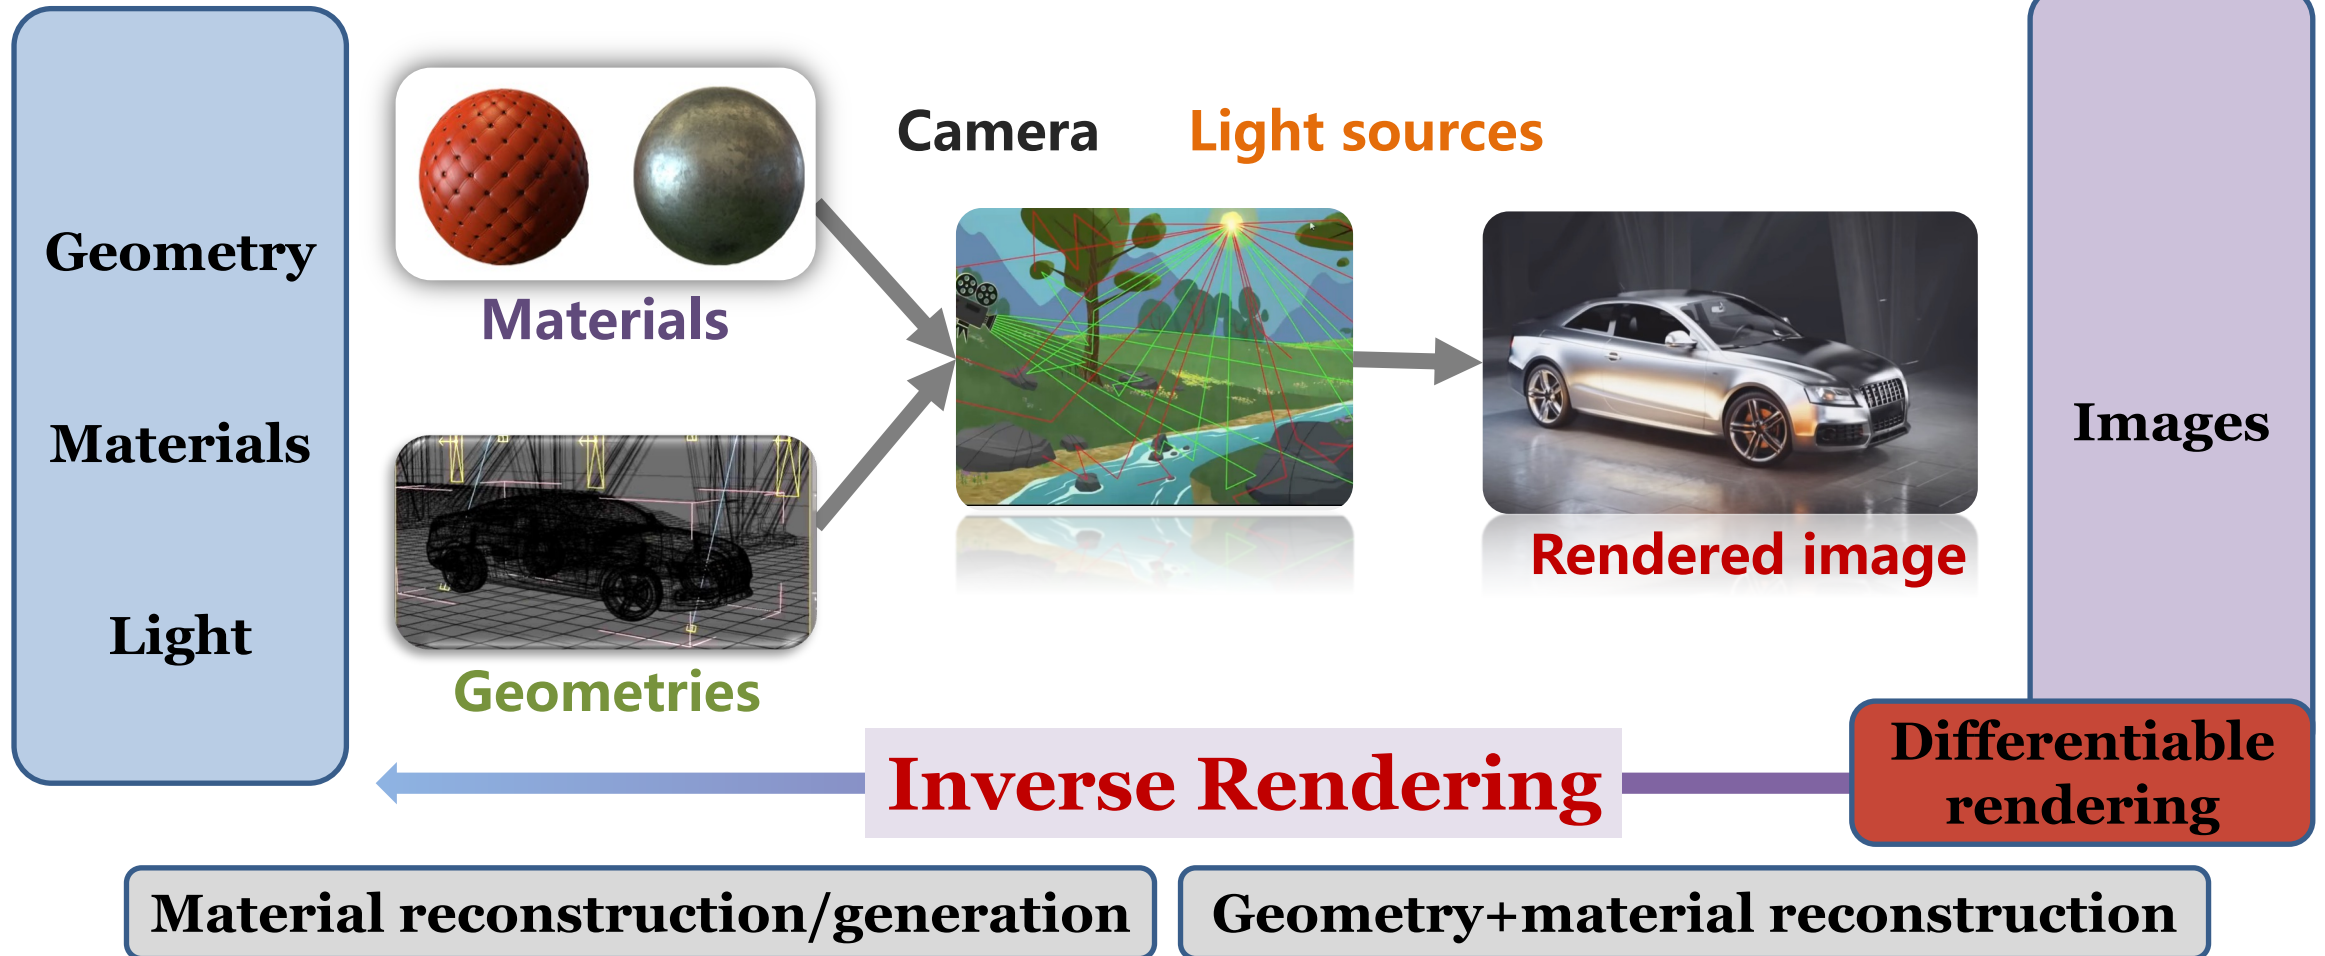 Geometry
Materials
Light
Materials
Geometries
Camera
Light sources
Rendered image
Images
Inverse Rendering
Differentiable
rendering
Material reconstruction/generation
Geometry+material reconstruction